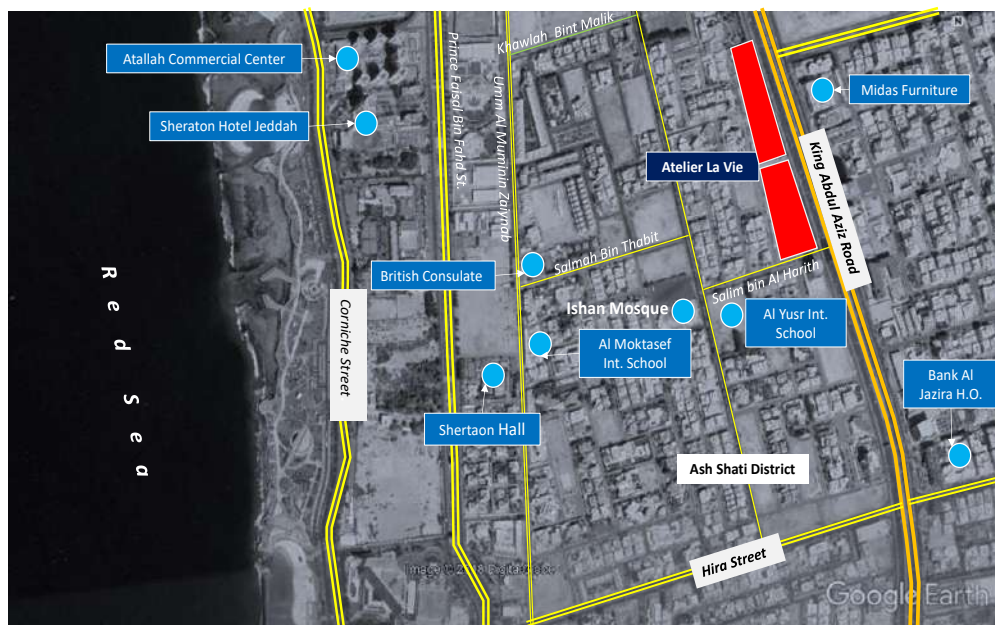 Atallah Commercial Center
Sheraton Hotel Jeddah
Prince Faisal Bin Fahd St.
Umm Al Muminin Zaiynab
Khawlah Bint Malik
Midas Furniture
Atelier La Vie
King Abdul Aziz Road
British Consulate
Salmah Bin Thabit
Salim bin Al Harith
Red Sea
Corniche Street
Ishan Mosque
Al Yusr Int.
School
Al Moktasef
Int. School
Bank Al
Jazira H.O.
Shertaon Hall
Ash Shati District
Hira Street
Google Earth